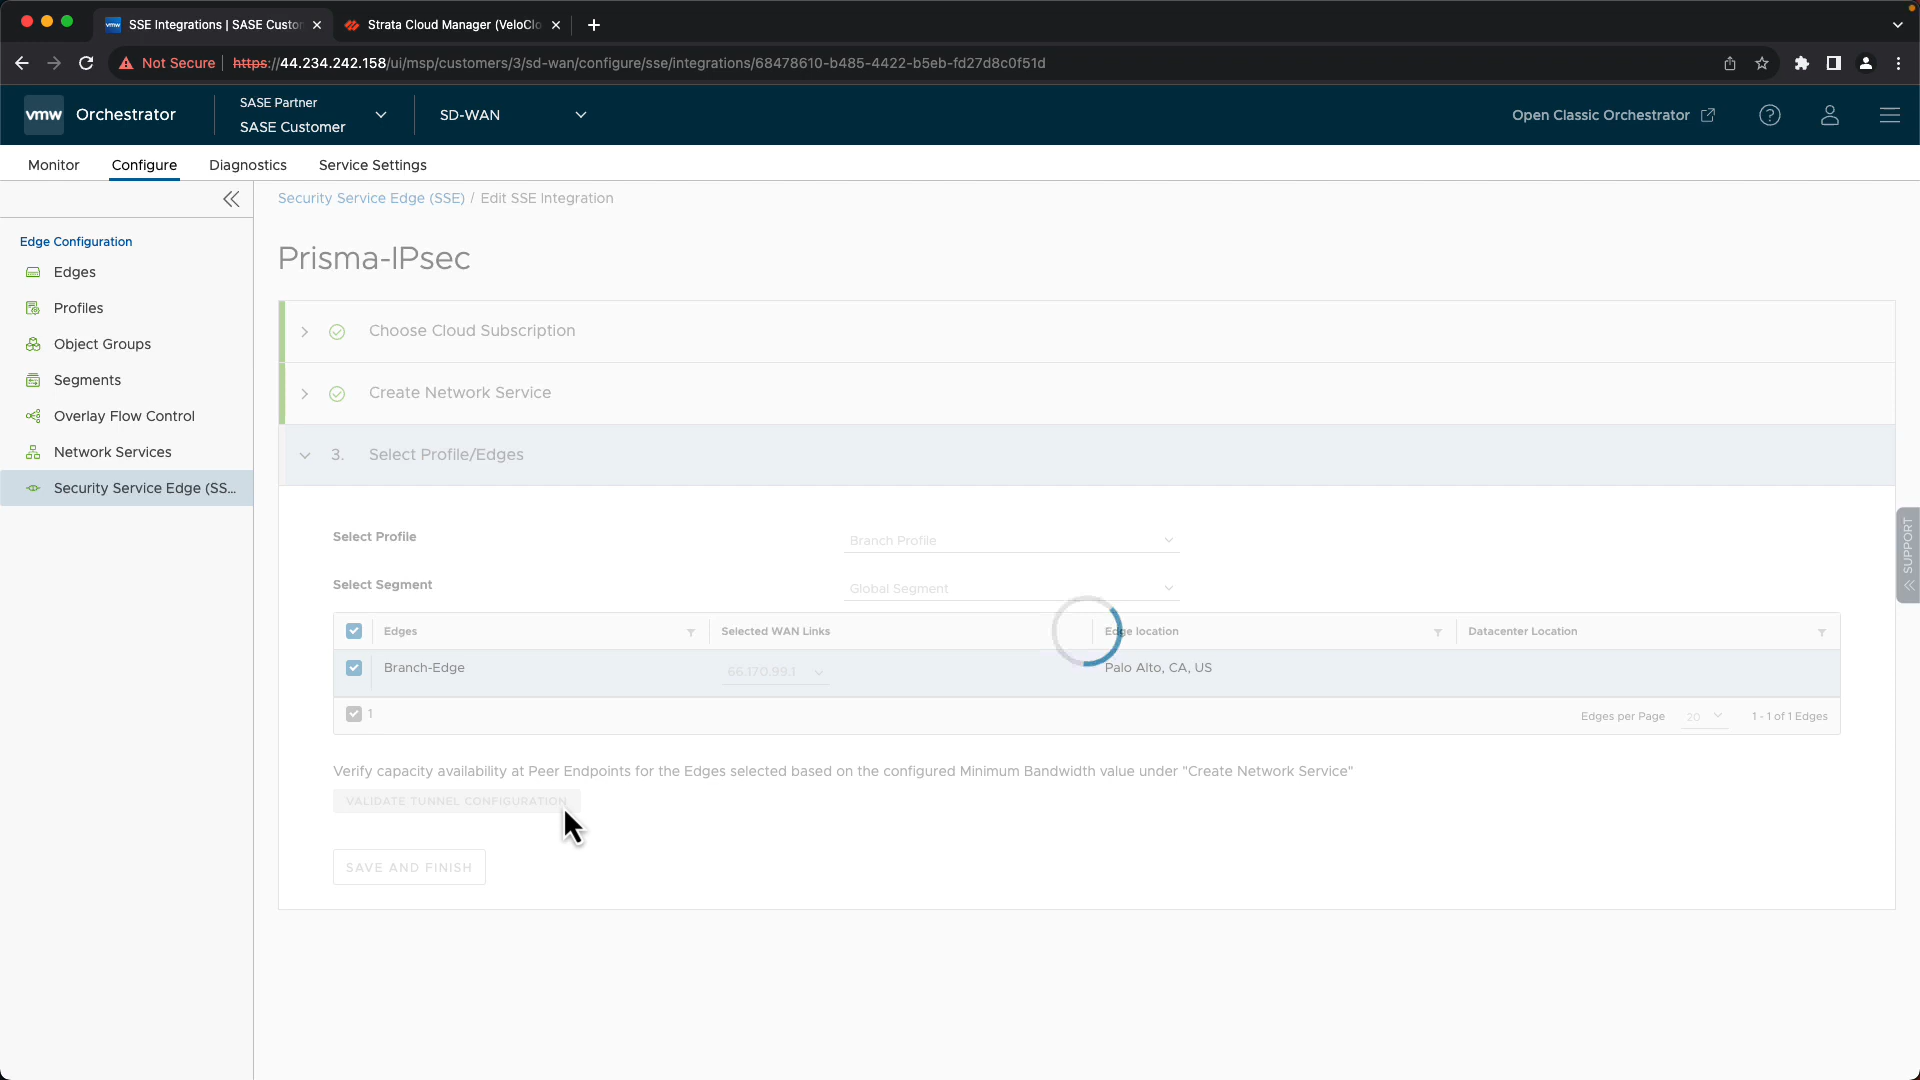 SSE Integrations | SASE Custor
Strata Cloud Manager (VeloClo
Not Secure
https://44.234.242.158/ui/msp/customers/3/sd-wan/configure/sse/integrations/68478610-b485-4422-b5eb-fd27d8c0f51d
vmw Orchestrator
SASE Partner
SASE Customer
SD-WAN
Open Classic Orchestrator
Monitor Configure Diagnostics Service Settings
Security Service Edge (SSE) / Edit SSE Integration
Edge Configuration
Edges
Profiles
Object Groups
Segments
Overlay Flow Control
Network Services
Security Service Edge (SS...
Prisma-IPsec
Choose Cloud Subscription
Create Network Service
3. Select Profile/Edges
Select Profile Branch Profile
Select Segment Global Segment
Edges Selected WAN Links Edge location Datacenter Location
Branch-Edge 66.170.99.1 Palo Alto, CA, US
1 Edges per Page 20 1 - 1 of 1 Edges
Verify capacity availability at Peer Endpoints for the Edges selected based on the configured Minimum Bandwidth value under "Create Network Service"
VALIDATE TUNNEL CONFIGURATION
SAVE AND FINISH
SUPPORT